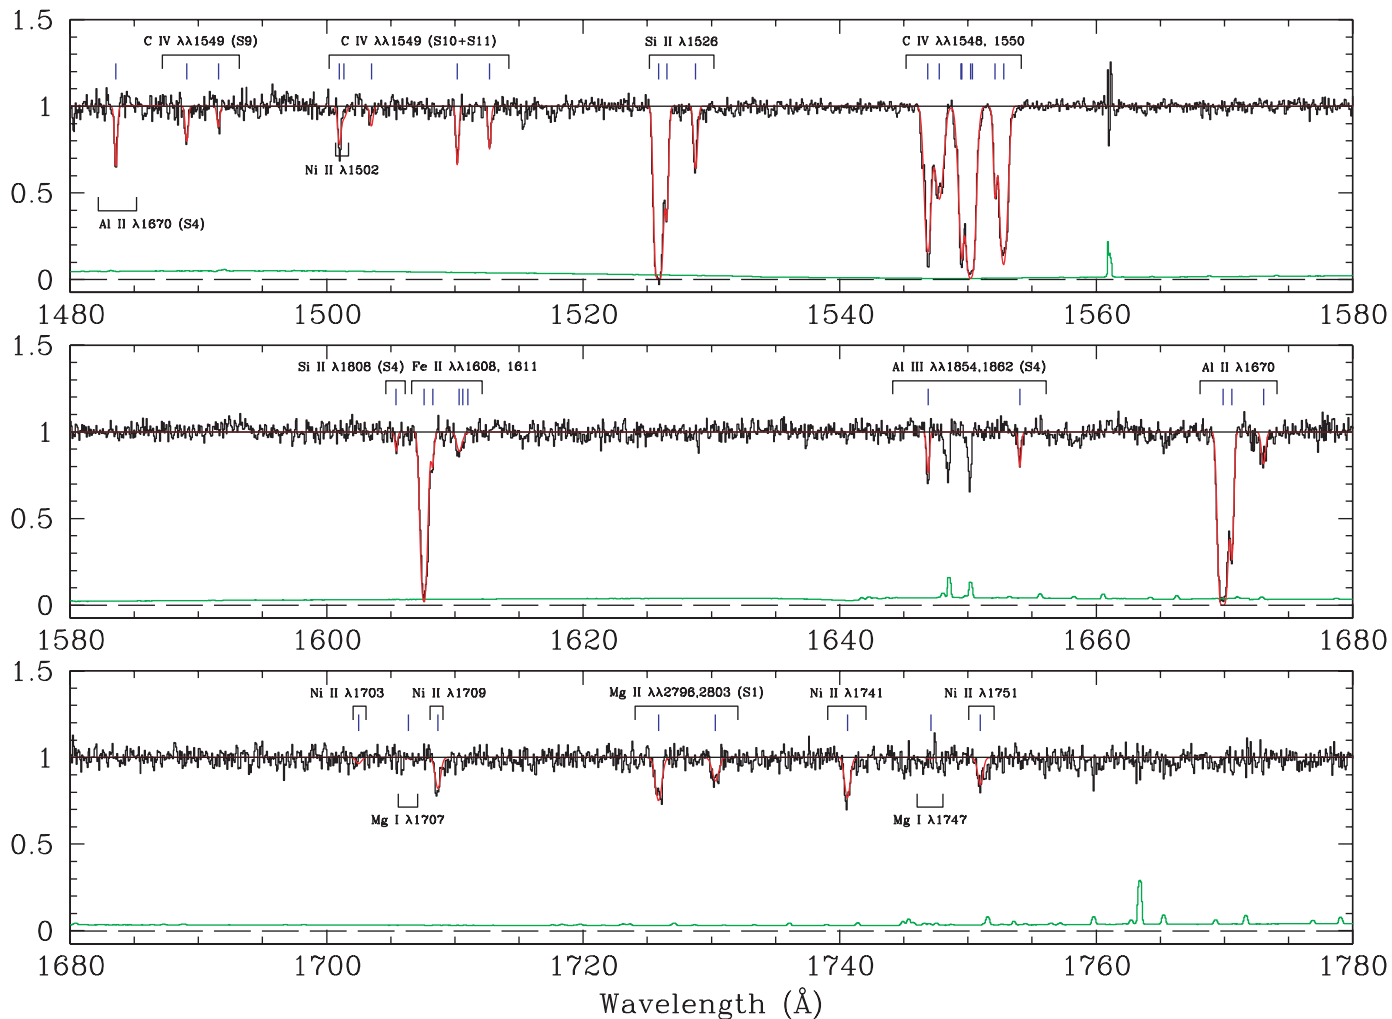 1.5
C IV λλ1549 (S9)
C IV λλ1549 (S10+S11)
Si II λ1526
C IV λλ1548, 1550
1
Ni II λ1502
0.5
Al II λ1670 (S4)
0
1480 1500 1520 1540 1560 1580
1.5
Si II λ1808 (S4)
Fe II λλ1608, 1611
Al III λλ1854,1862 (S4)
Al II λ1670
1
0.5
0
1580 1600 1620 1640 1660 1680
1.5
Ni II λ1703
Ni II λ1709
Mg II λλ2796,2803 (S1)
Ni II λ1741
Ni II λ1751
1
Mg I λ1707
Mg I λ1747
0.5
0
1680 1700 1720 1740 1760 1780
Wavelength (Å)